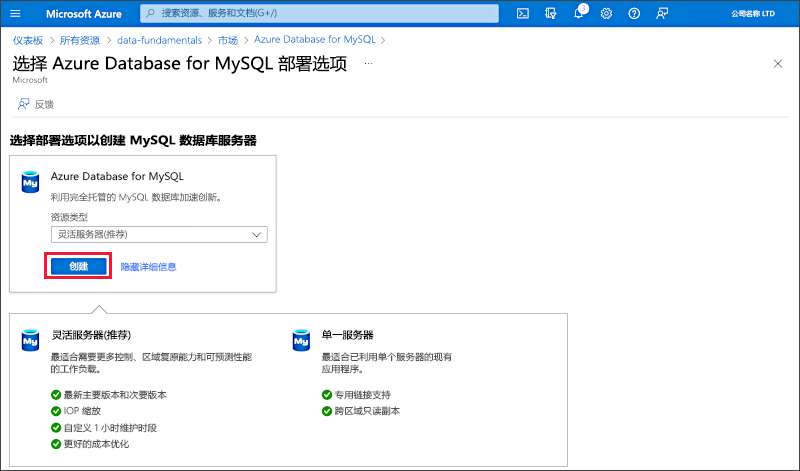 Microsoft Azure
搜索资源、服务和文档(G+/)
3
公司名称 LTD
仪表板 > 所有资源 > data-fundamentals > 市场 > Azure Database for MySQL >
选择 Azure Database for MySQL 部署选项 ...
Microsoft
反馈
选择部署选项以创建 MySQL 数据库服务器
My
Azure Database for MySQL
利用完全托管的 MySQL 数据库加速创新。
资源类型
灵活服务器(推荐)
创建
隐藏详细信息
My
灵活服务器(推荐)
最适合需要更多控制、区域复原能力和可预测性能
的工作负载。
最新主要版本和次要版本
IOP 缩放
自定义 1 小时维护时段
更好的成本优化
My
单一服务器
最适合已利用单个服务器的现有
应用程序。
专用链接支持
跨区域只读副本